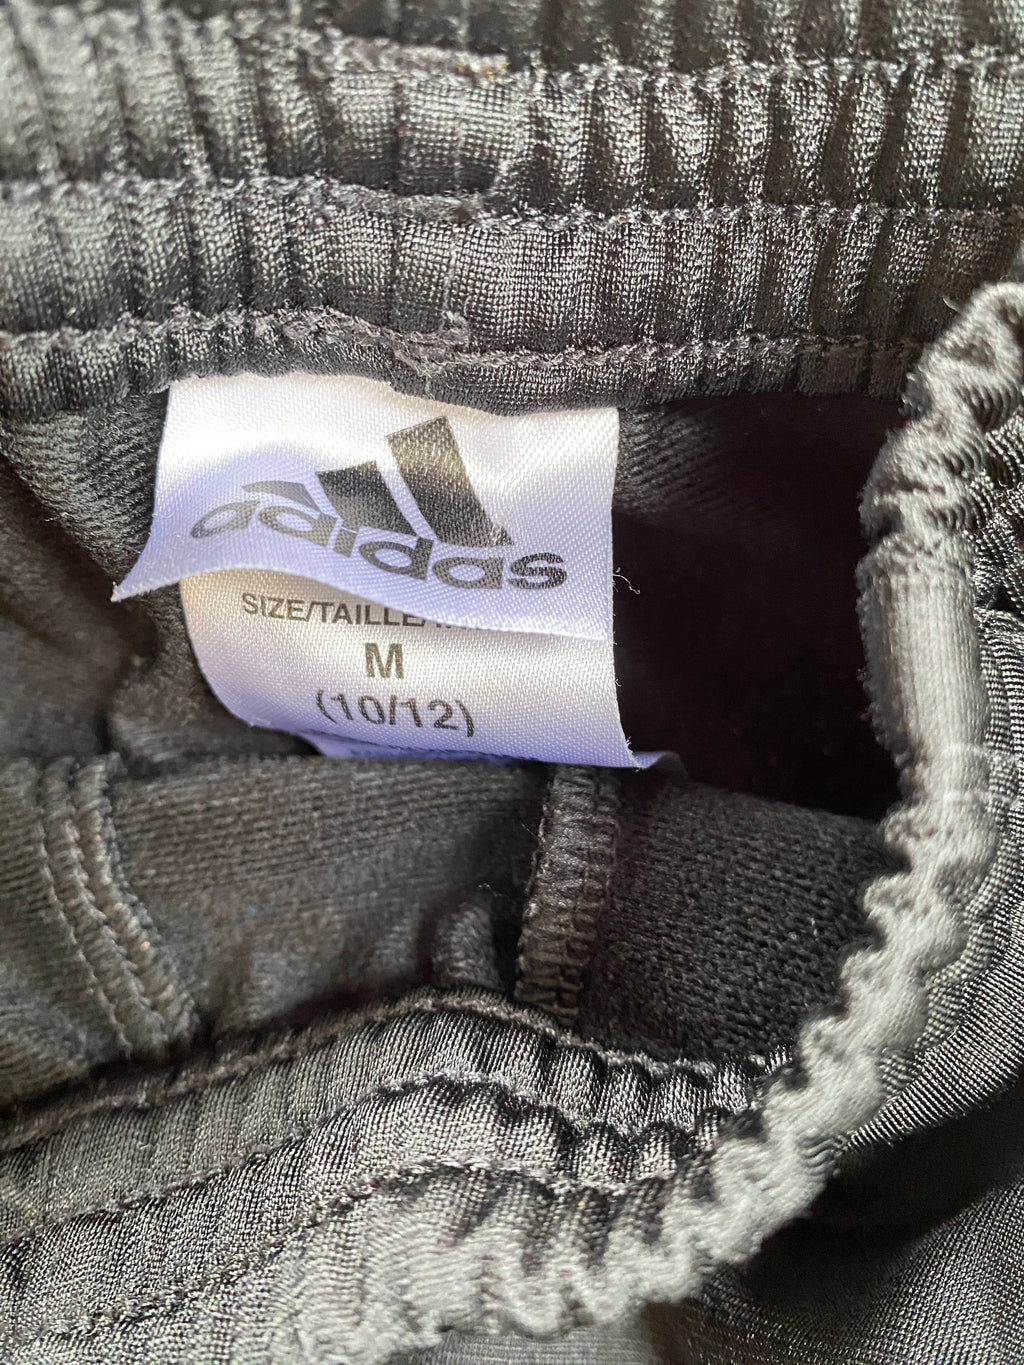 adidas
SIZE/TAILLE/
M
(10/12)